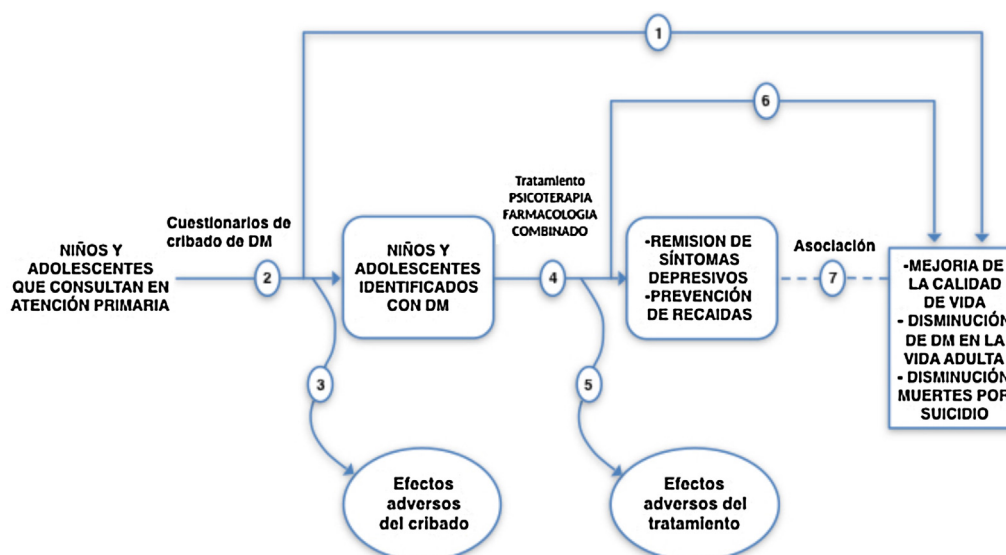 1
6
Tratamiento
PSICOTERAPIA
FARMACOLOGIA
COMBINADO
Cuestionarios de
cribado de DM
NIÑOS Y
ADOLESCENTES
QUE CONSULTAN EN
ATENCIÓN PRIMARIA
2
NIÑOS Y
ADOLESCENTES
IDENTIFICADOS
CON DM
4
-REMISION DE
SÍNTOMAS
DEPRESIVOS
-PREVENCIÓN
DE RECAIDAS
Asociación
7
-MEJORIA DE
LA CALIDAD
DE VIDA
- DISMINUCIÓN
DE DM EN LA
VIDA ADULTA
- DISMINUCIÓN
MUERTES POR
SUICIDIO
3
5
Efectos
adversos
del cribado
Efectos
adversos del
tratamiento